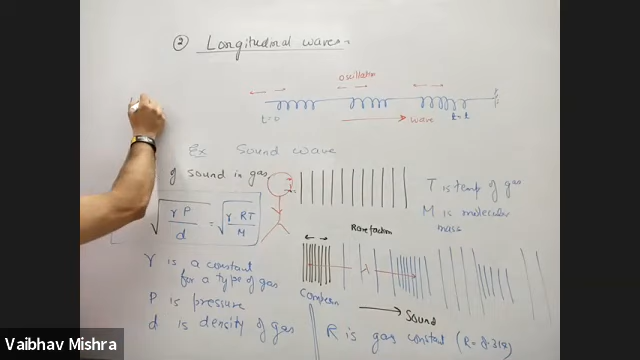 ② Longitudinal wave
oscillation
t=0
wave
t=t
Ex Sound wave
of sound in gas
√(γP/d) = √(γRT/M)
T is temp of gas
M is molecular
mass
Rarefaction
λ
γ is a constant
for a type of gas
P is pressure
d is density of gas
Sound
R is gas constant
Vaibhav Mishra